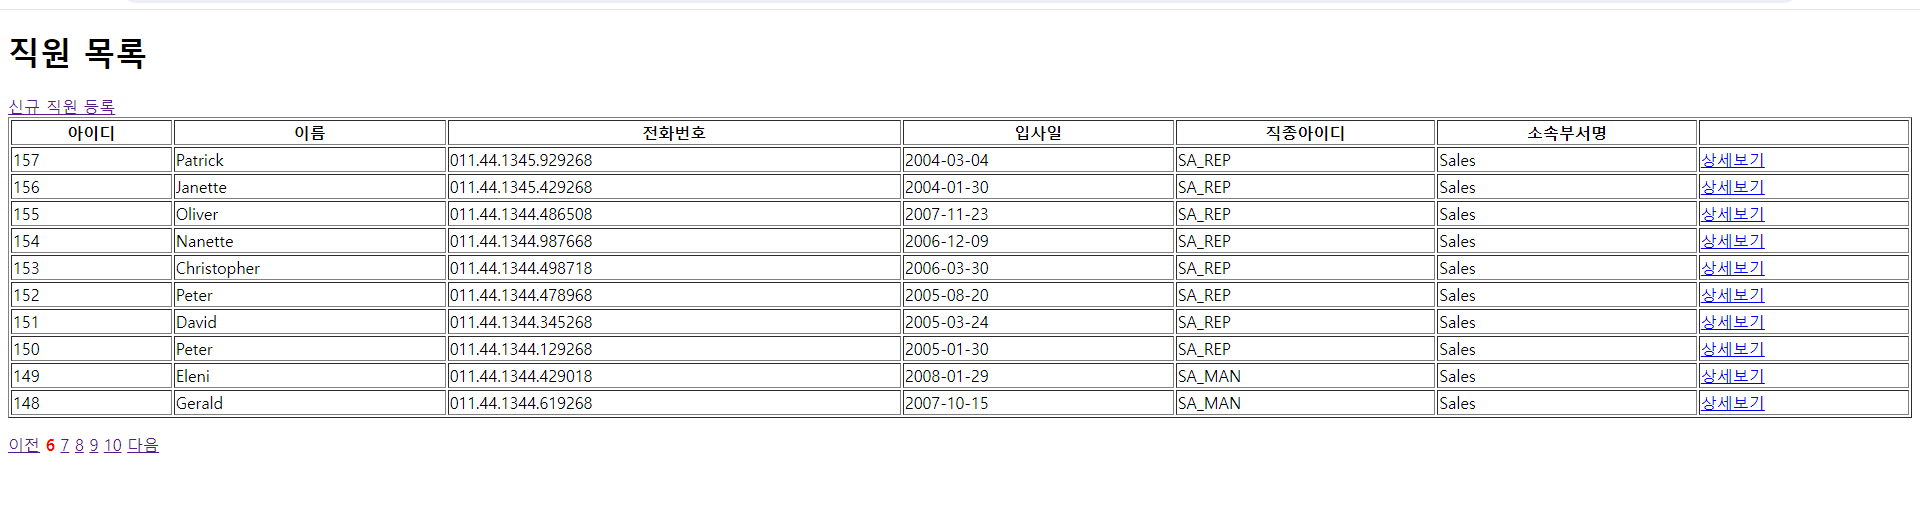 직원 목록
신규 직원 등록
아이디 이름 전화번호 입사일 직종아이디 소속부서명
157 Patrick 011.44.1345.929268 2004-03-04 SA_REP Sales 상세보기
156 Janette 011.44.1345.429268 2004-01-30 SA_REP Sales 상세보기
155 Oliver 011.44.1344.486508 2007-11-23 SA_REP Sales 상세보기
154 Nanette 011.44.1344.987668 2006-12-09 SA_REP Sales 상세보기
153 Christopher 011.44.1344.498718 2006-03-30 SA_REP Sales 상세보기
152 Peter 011.44.1344.478968 2005-08-20 SA_REP Sales 상세보기
151 David 011.44.1344.345268 2005-03-24 SA_REP Sales 상세보기
150 Peter 011.44.1344.129268 2005-01-30 SA_REP Sales 상세보기
149 Eleni 011.44.1344.429018 2008-01-29 SA_MAN Sales 상세보기
148 Gerald 011.44.1344.619268 2007-10-15 SA_MAN Sales 상세보기
이전 6 7 8 9 10 다음